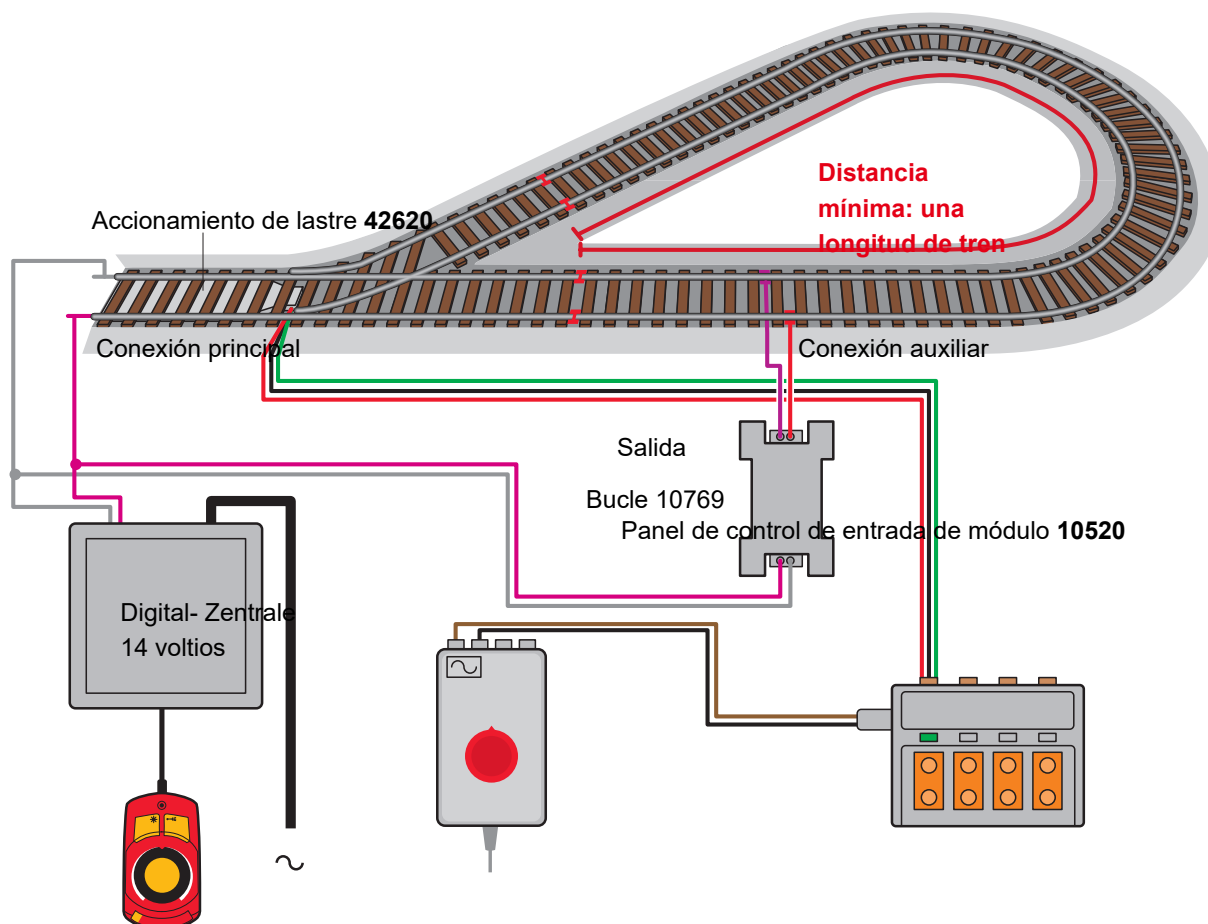 Distancia
mínima: una
longitud de tren
Accionamiento de lastre 42620
Conexión principal
Conexión auxiliar
Salida
Bucle 10769
Panel de control de entrada de módulo 10520
Digital- Zentrale
14 voltios